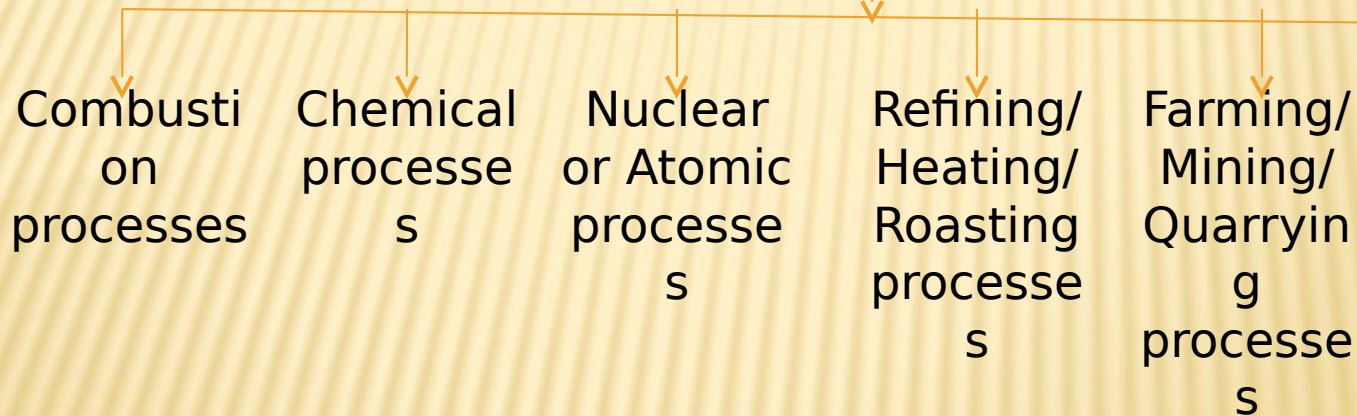 Combusti
on
processes
Chemical
processe
s
Nuclear
or Atomic
processe
s
Refining/
Heating/
Roasting
processe
s
Farming/
Mining/
Quarryin
g
processe
s